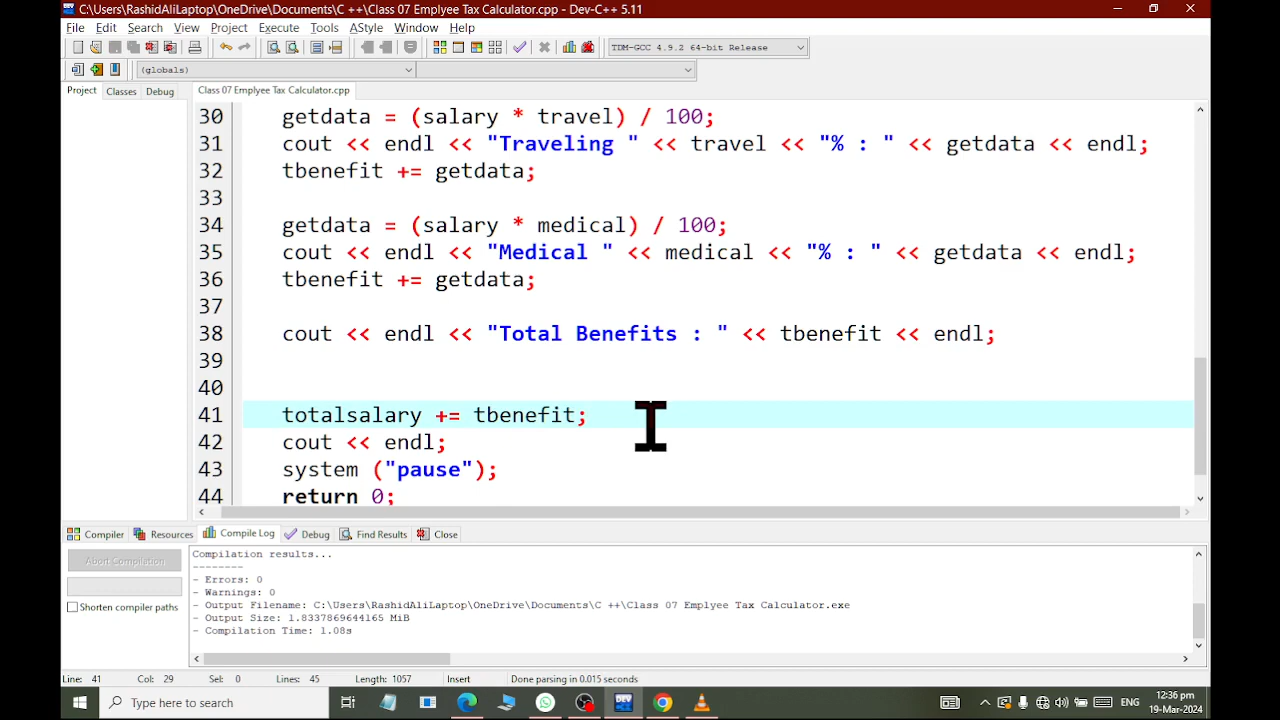 C:\Users\RashidAliLaptop\OneDrive\Documents\C ++\Class 07 Emplyee Tax Calculator.cpp - Dev-C++ 5.11
File Edit Search View Project Execute Tools AStyle Window Help
TDM-GCC 4.9.2 64-bit Release
(globals)
Project Classes Debug
Class 07 Emplyee Tax Calculator.cpp
30 getdata = (salary * travel) / 100;
31 cout << endl << "Traveling " << travel << "% : " << getdata << endl;
32 tbenefit += getdata;
33
34 getdata = (salary * medical) / 100;
35 cout << endl << "Medical " << medical << "% : " << getdata << endl;
36 tbenefit += getdata;
37
38 cout << endl << "Total Benefits : " << tbenefit << endl;
39
40
41 totalsalary += tbenefit;
42 cout << endl;
43 system ("pause");
44 return 0;
Compiler Resources Compile Log Debug Find Results Close
Abort Compilation
Shorten compiler paths
Compilation results...
--------
- Errors: 0
- Warnings: 0
- Output Filename: C:\Users\RashidAliLaptop\OneDrive\Documents\C ++\Class 07 Emplyee Tax Calculator.exe
- Output Size: 1.8337869644165 MiB
- Compilation Time: 1.08s
Line: 41 Col: 29 Sel: 0 Lines: 45 Length: 1057 Insert Done parsing in 0.015 seconds
Type here to search
DEV
ENG
12:36 pm
19-Mar-2024